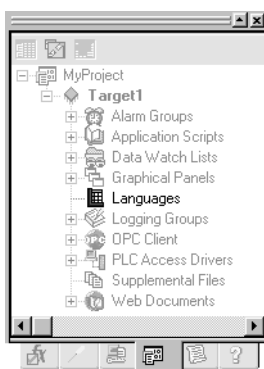 MyProject
Target1
Alarm Groups
Application Scripts
Data Watch Lists
Graphical Panels
Languages
Logging Groups
OPC Client
PLC Access Drivers
Supplemental Files
Web Documents